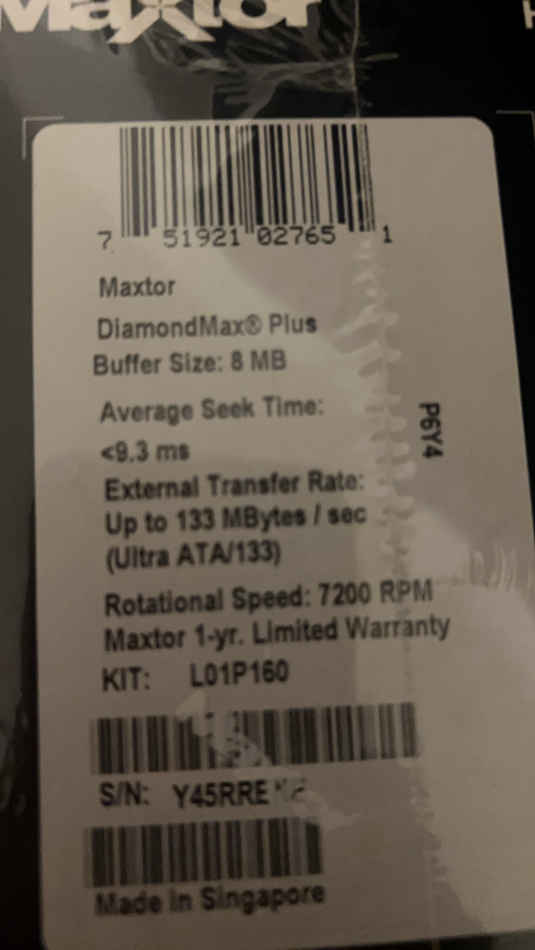 Maxtor
7 51921 02765 1
Maxtor
DiamondMax® Plus
Buffer Size: 8 MB
Average Seek Time:
<9.3 ms
P6Y4
External Transfer Rate:
Up to 133 MBytes / sec
(Ultra ATA/133)
Rotational Speed: 7200 RPM
Maxtor 1-yr. Limited Warranty
KIT: L01P160
S/N:
Made in Singapore